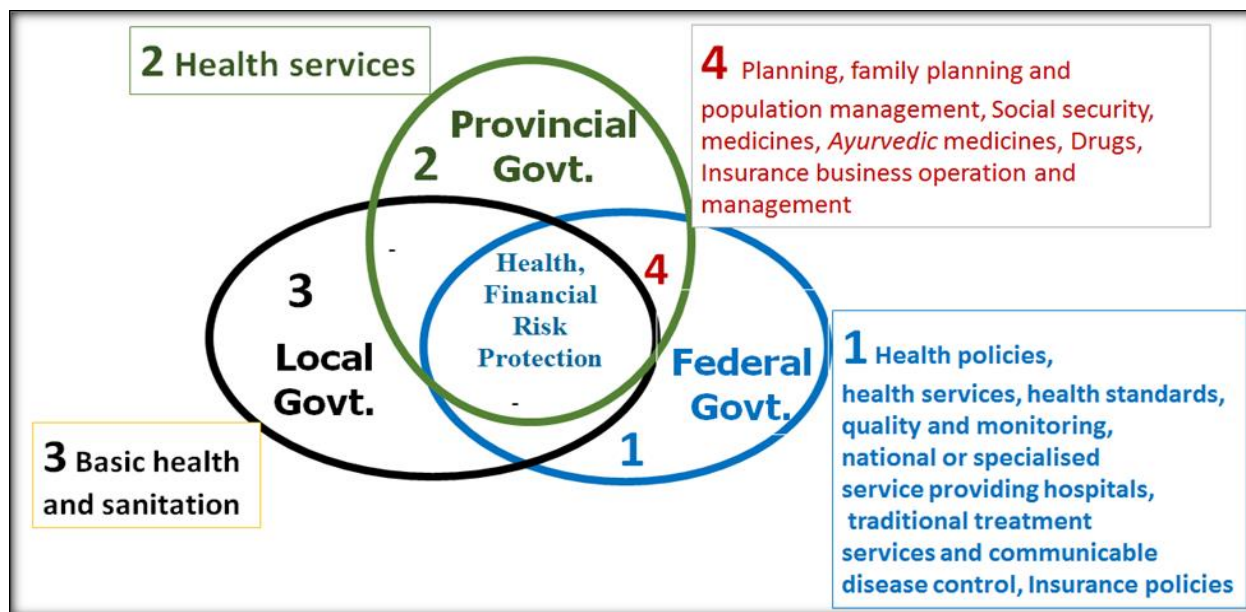 2 Health services
4 Planning, family planning and
population management, Social security,
medicines, Ayurvedic medicines, Drugs,
Insurance business operation and
management
Provincial
Govt.
2
-
Health,
Financial
Risk
Protection
-
4
3
Local
Govt.
Federal
Govt.
1
1 Health policies,
health services, health standards,
quality and monitoring,
national or specialised
service providing hospitals,
traditional treatment
services and communicable
disease control, Insurance policies
3 Basic health
and sanitation